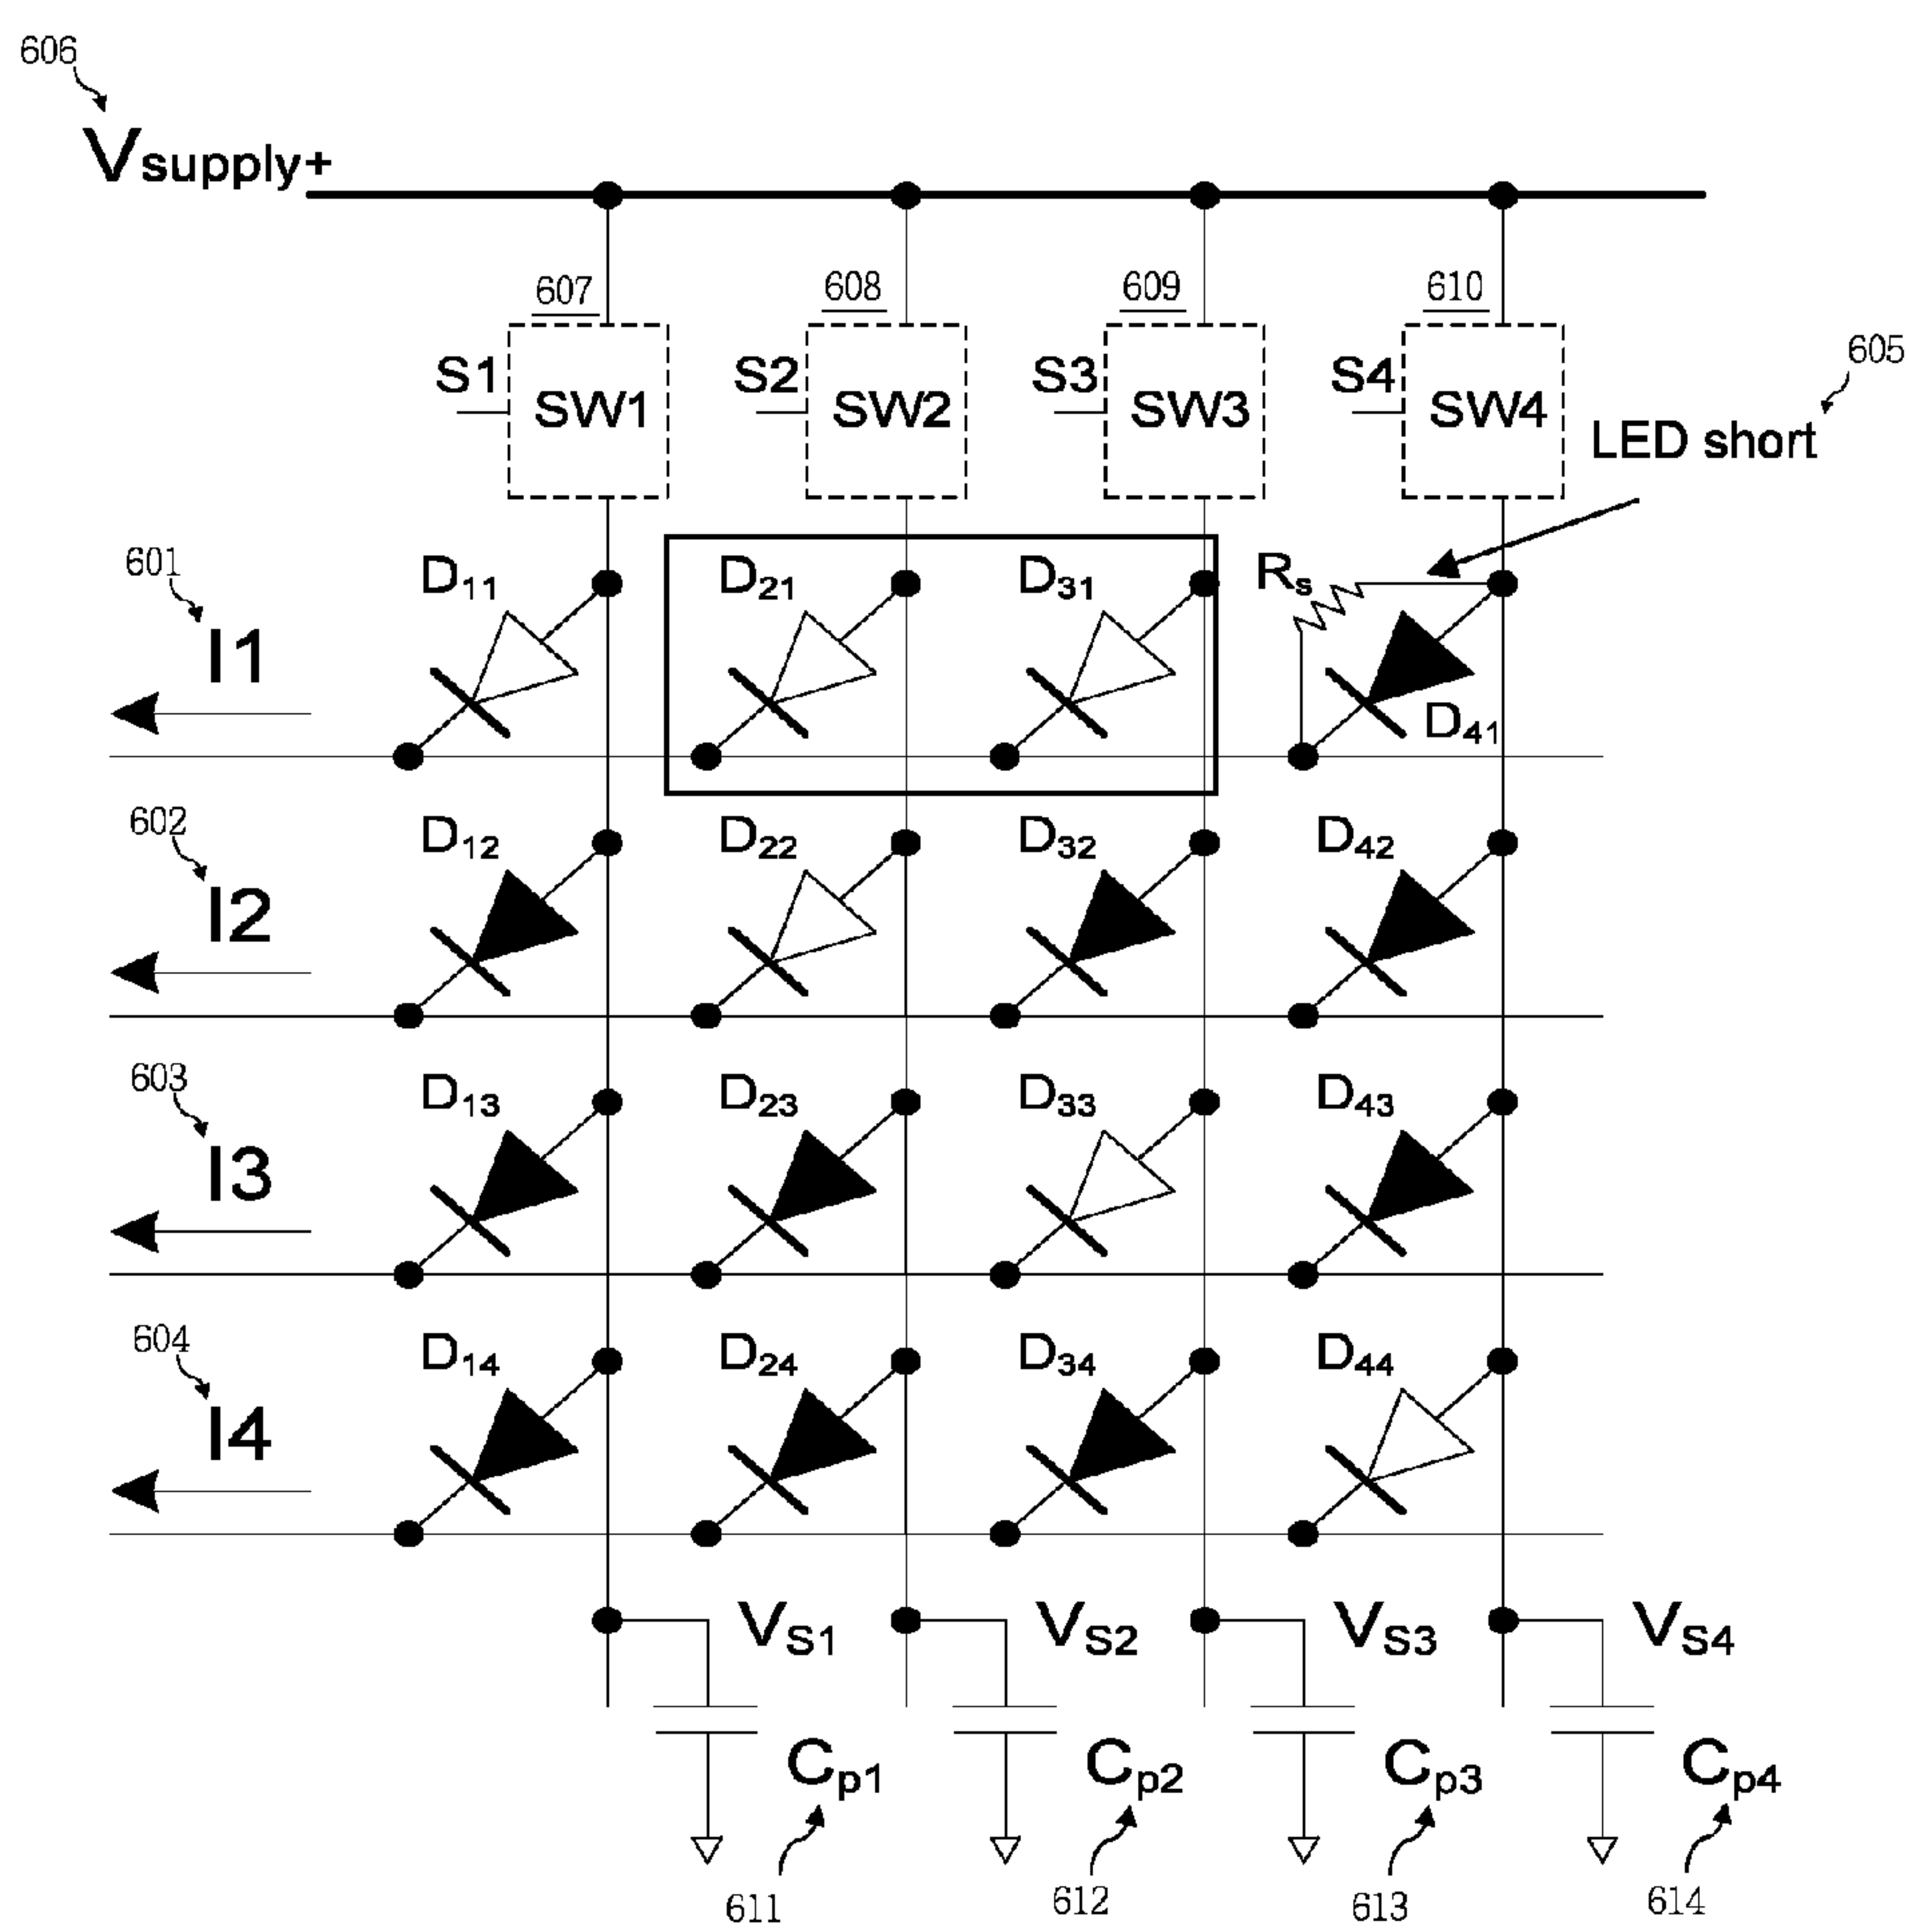 606
Vsupply+
607 608 609 610
605
S1 SW1 S2 SW2 S3 SW3 S4 SW4
LED short
601
I1
D11 D21 D31 Rs
D41
602
I2
D12 D22 D32 D42
603
I3
D13 D23 D33 D43
604
I4
D14 D24 D34 D44
VS1 VS2 VS3 VS4
Cp1 Cp2 Cp3 Cp4
611 612 613 614